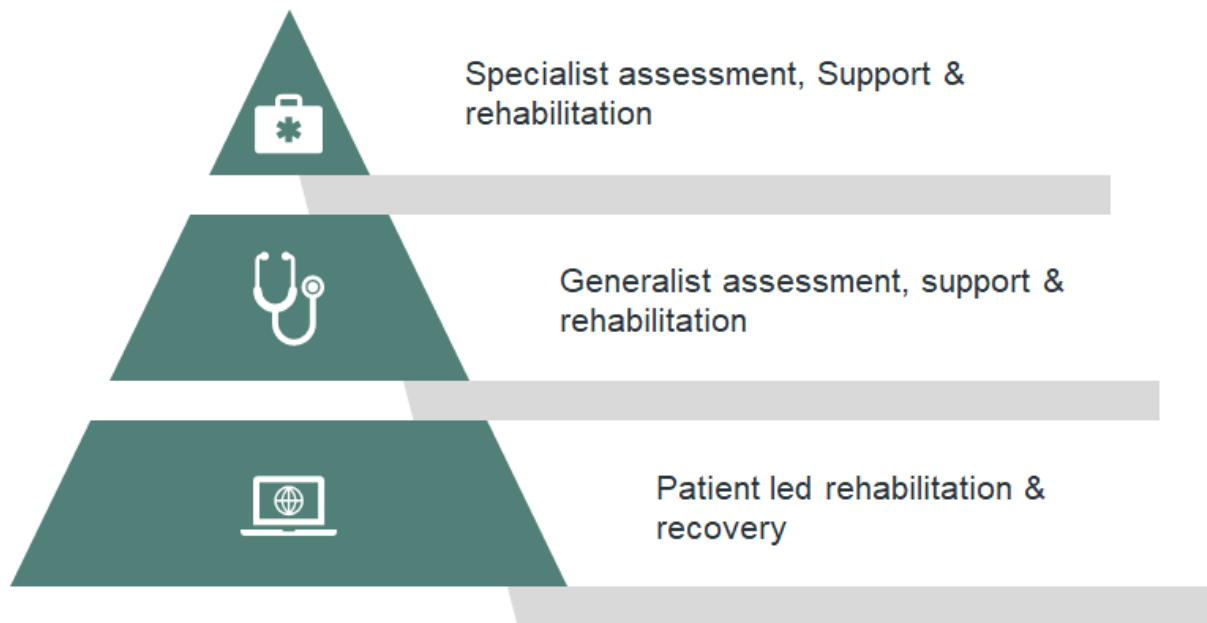 Specialist assessment, Support &
rehabilitation
Generalist assessment, support &
rehabilitation
Patient led rehabilitation &
recovery